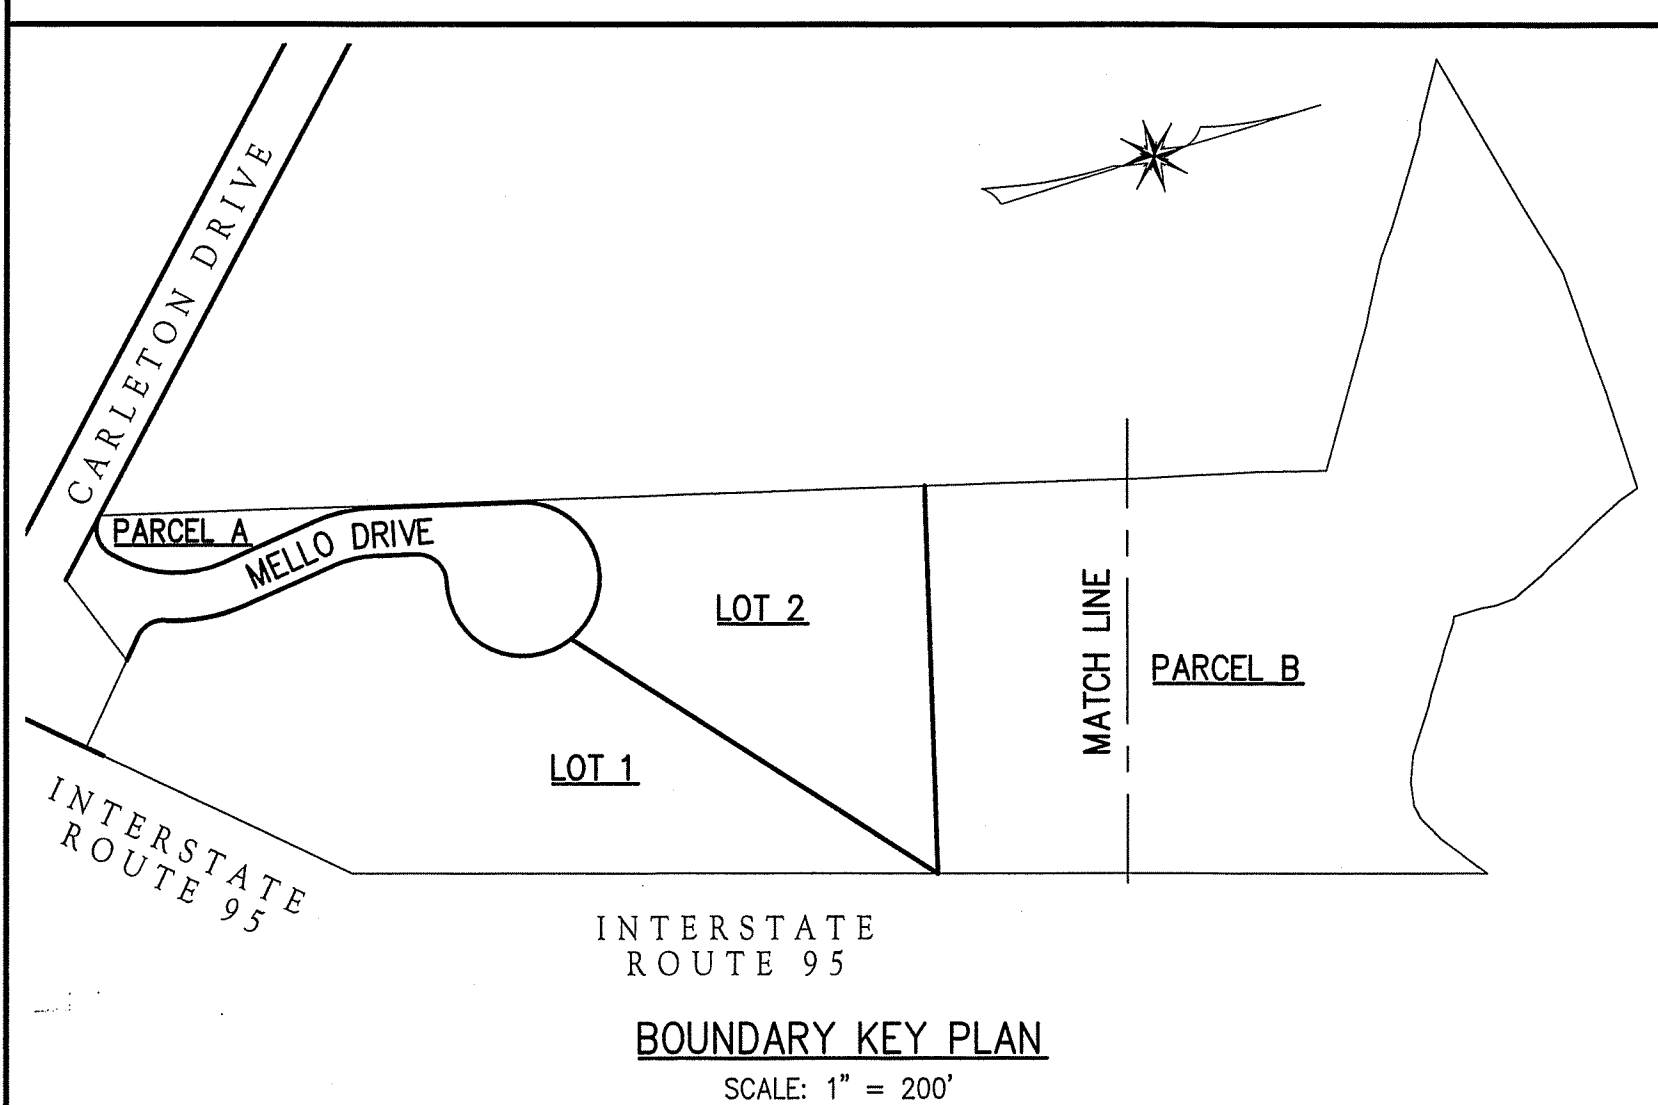 CARLETON DRIVE
PARCEL A
MELLO DRIVE
LOT 2
MATCH LINE
PARCEL B
LOT 1
INTERSTATE
ROUTE 95
INTERSTATE
ROUTE 95
BOUNDARY KEY PLAN
SCALE: 1" = 200'